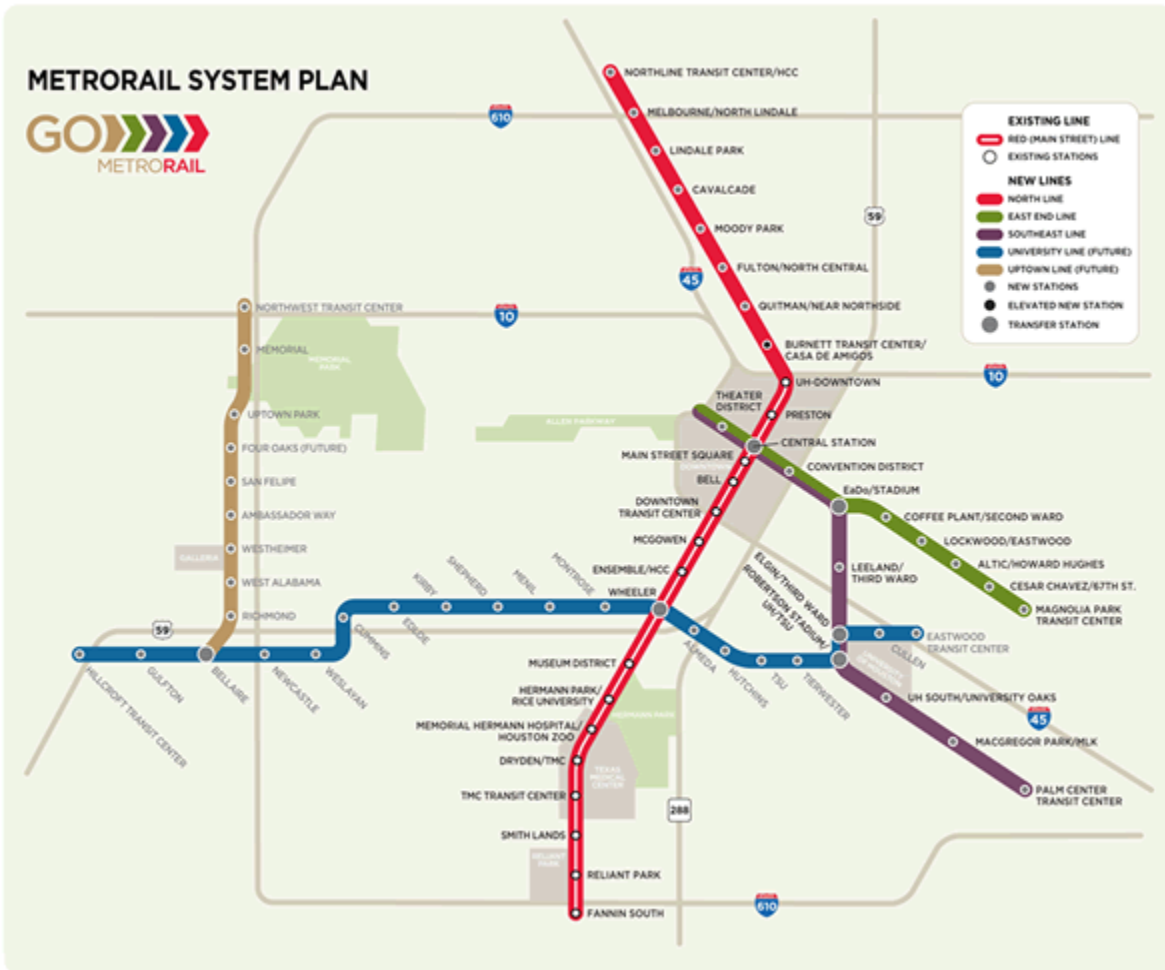 METRORAIL SYSTEM PLAN
GO
METRORAIL
EXISTING LINE
RED (MAIN STREET) LINE
EXISTING STATIONS
NEW LINES
NORTH LINE
EAST END LINE
SOUTHEAST LINE
UNIVERSITY LINE (FUTURE)
UPTOWN LINE (FUTURE)
NEW STATIONS
ELEVATED NEW STATION
TRANSFER STATION
610
59
45
10
10
59
45
288
610
NORTHLINE TRANSIT CENTER/HCC
MELBOURNE/NORTH LINDALE
LINDALE PARK
CAVALCADE
MOODY PARK
FULTON/NORTH CENTRAL
QUITMAN/NEAR NORTHSIDE
BURNETT TRANSIT CENTER/
CASA DE AMIGOS
UH-DOWNTOWN
THEATER
DISTRICT
PRESTON
CENTRAL STATION
MAIN STREET SQUARE
DOWNTOWN
BELL
CONVENTION DISTRICT
EaDo/STADIUM
DOWNTOWN
TRANSIT CENTER
COFFEE PLANT/SECOND WARD
MCGOWEN
LOCKWOOD/EASTWOOD
ENSEMBLE/HCC
ALTIC/HOWARD HUGHES
LEELAND/
THIRD WARD
CESAR CHAVEZ/67TH ST.
WHEELER
MAGNOLIA PARK
TRANSIT CENTER
ELGIN/THIRD WARD
ROBERTSON STADIUM/
UH/TSU
EASTWOOD
TRANSIT CENTER
CULLEN
UNIVERSITY
OF HOUSTON
UH SOUTH/UNIVERSITY OAKS
MACGREGOR PARK/MLK
PALM CENTER
TRANSIT CENTER
NORTHWEST TRANSIT CENTER
MEMORIAL
MEMORIAL
PARK
ALLEN PARKWAY
UPTOWN PARK
FOUR OAKS (FUTURE)
SAN FELIPE
AMBASSADOR WAY
WESTHEIMER
GALLERIA
WEST ALABAMA
RICHMOND
HILLCROFT TRANSIT CENTER
GULFTON
BELLAIRE
NEWCASTLE
WESLAYAN
CUMMINS
EDLOE
KIRBY
SHEPHERD
MENIL
MONTROSE
ALMEDA
HUTCHINS
TSU
TIERWESTER
MUSEUM DISTRICT
HERMANN PARK/
RICE UNIVERSITY
HERMANN PARK
MEMORIAL HERMANN HOSPITAL/
HOUSTON ZOO
DRYDEN/TMC
TEXAS
MEDICAL
CENTER
TMC TRANSIT CENTER
SMITH LANDS
RELIANT
PARK
RELIANT PARK
FANNIN SOUTH